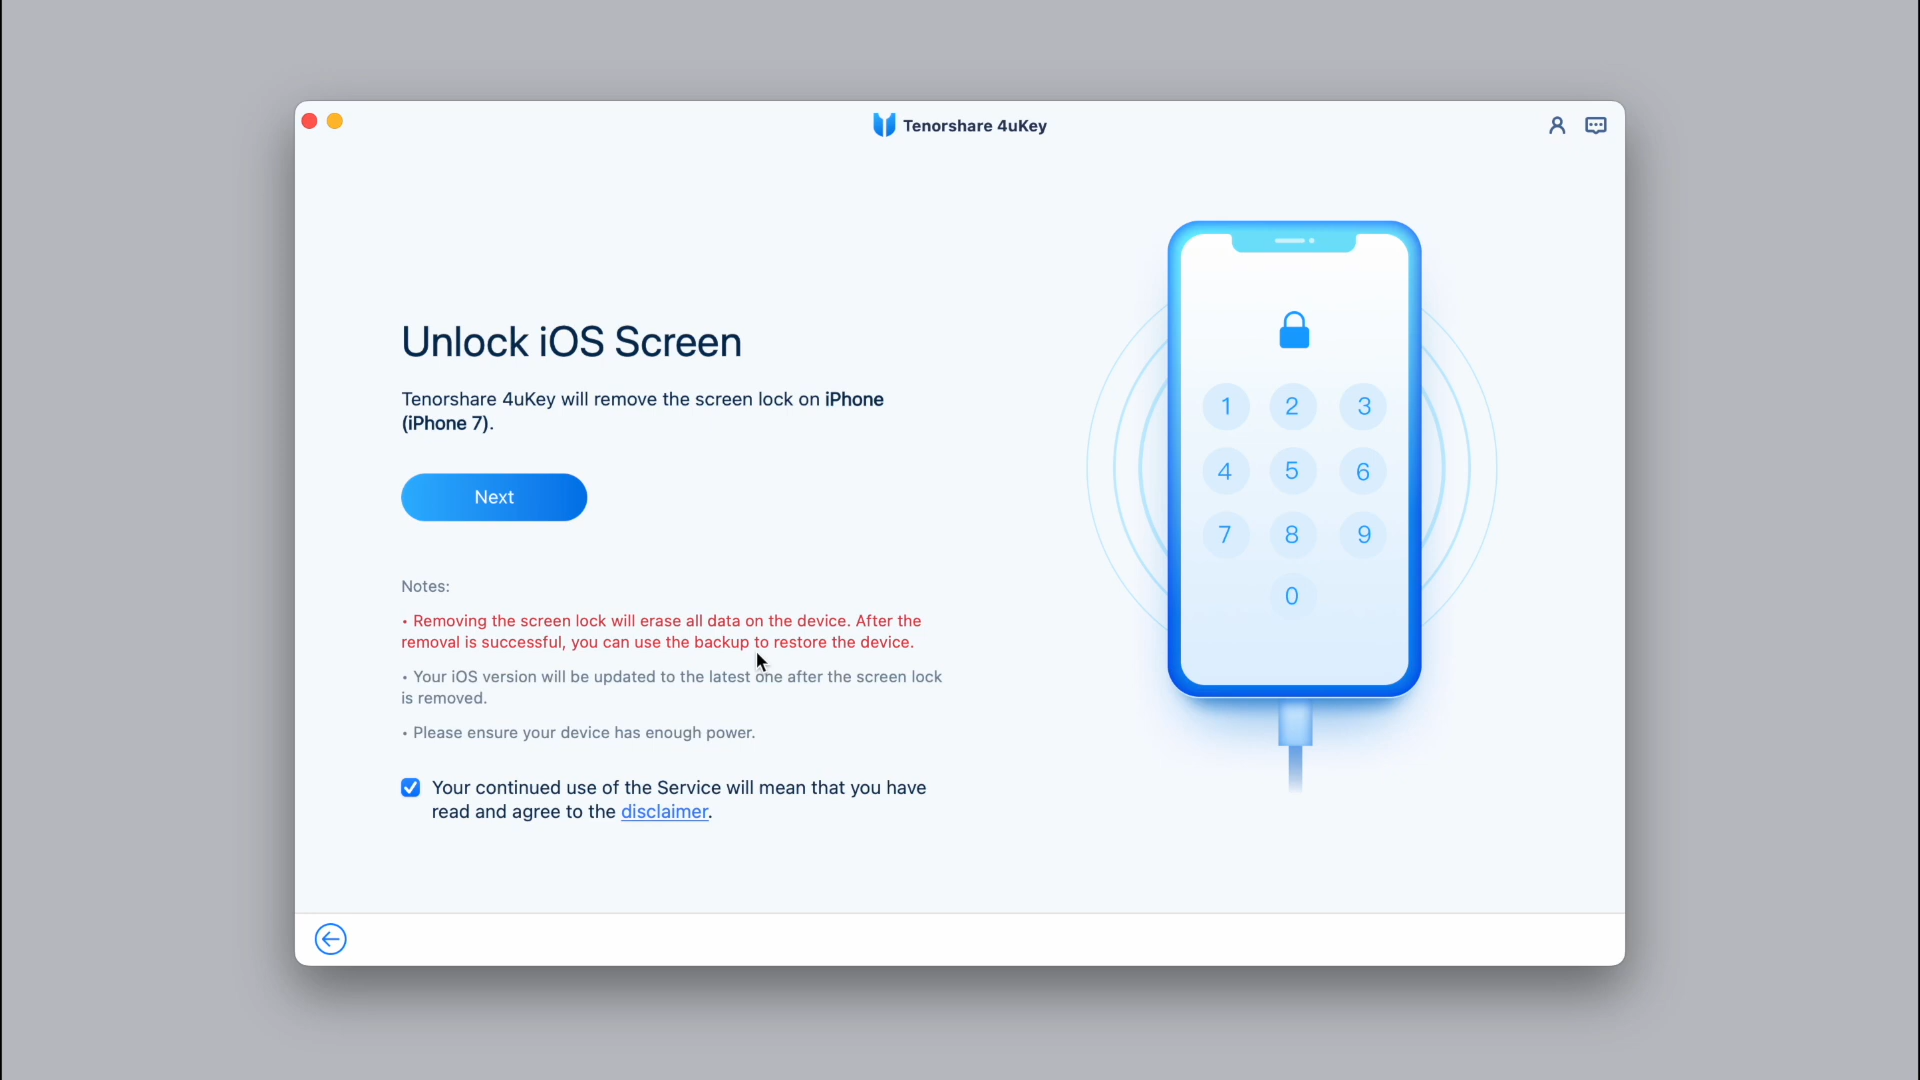 Tenorshare 4uKey
Unlock iOS Screen
Tenorshare 4uKey will remove the screen lock on iPhone
(iPhone 7).
Next
Notes:
• Removing the screen lock will erase all data on the device. After the
removal is successful, you can use the backup to restore the device.
• Your iOS version will be updated to the latest one after the screen lock
is removed.
• Please ensure your device has enough power.
Your continued use of the Service will mean that you have
read and agree to the disclaimer.
1 2 3
4 5 6
7 8 9
0